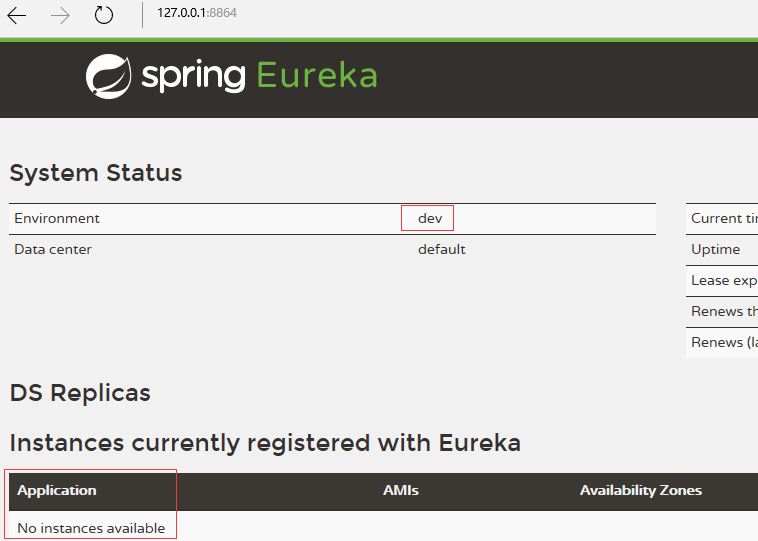 127.0.0.1:8864
spring Eureka
System Status
Environment dev
Data center default
Current ti
Uptime
Lease exp
Renews th
Renews (la
DS Replicas
Instances currently registered with Eureka
Application AMIs Availability Zones
No instances available